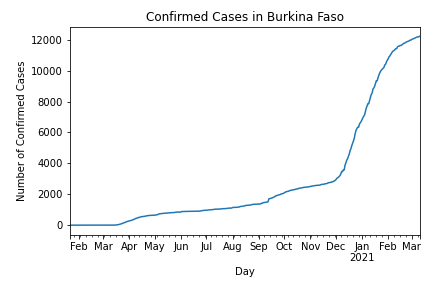 Confirmed Cases in Burkina Faso
Number of Confirmed Cases
12000
10000
8000
6000
4000
2000
0
Feb Mar Apr May Jun Jul Aug Sep Oct Nov Dec Jan Feb Mar
2021
Day